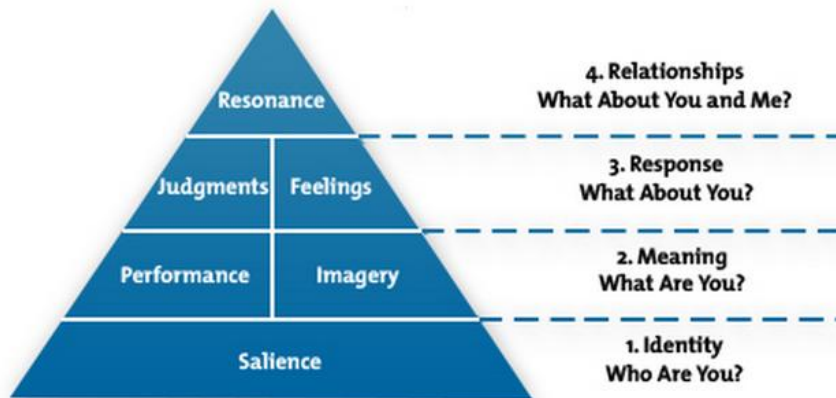 Resonance
4. Relationships
What About You and Me?
Judgments
Feelings
3. Response
What About You?
Performance
Imagery
2. Meaning
What Are You?
Salience
1. Identity
Who Are You?